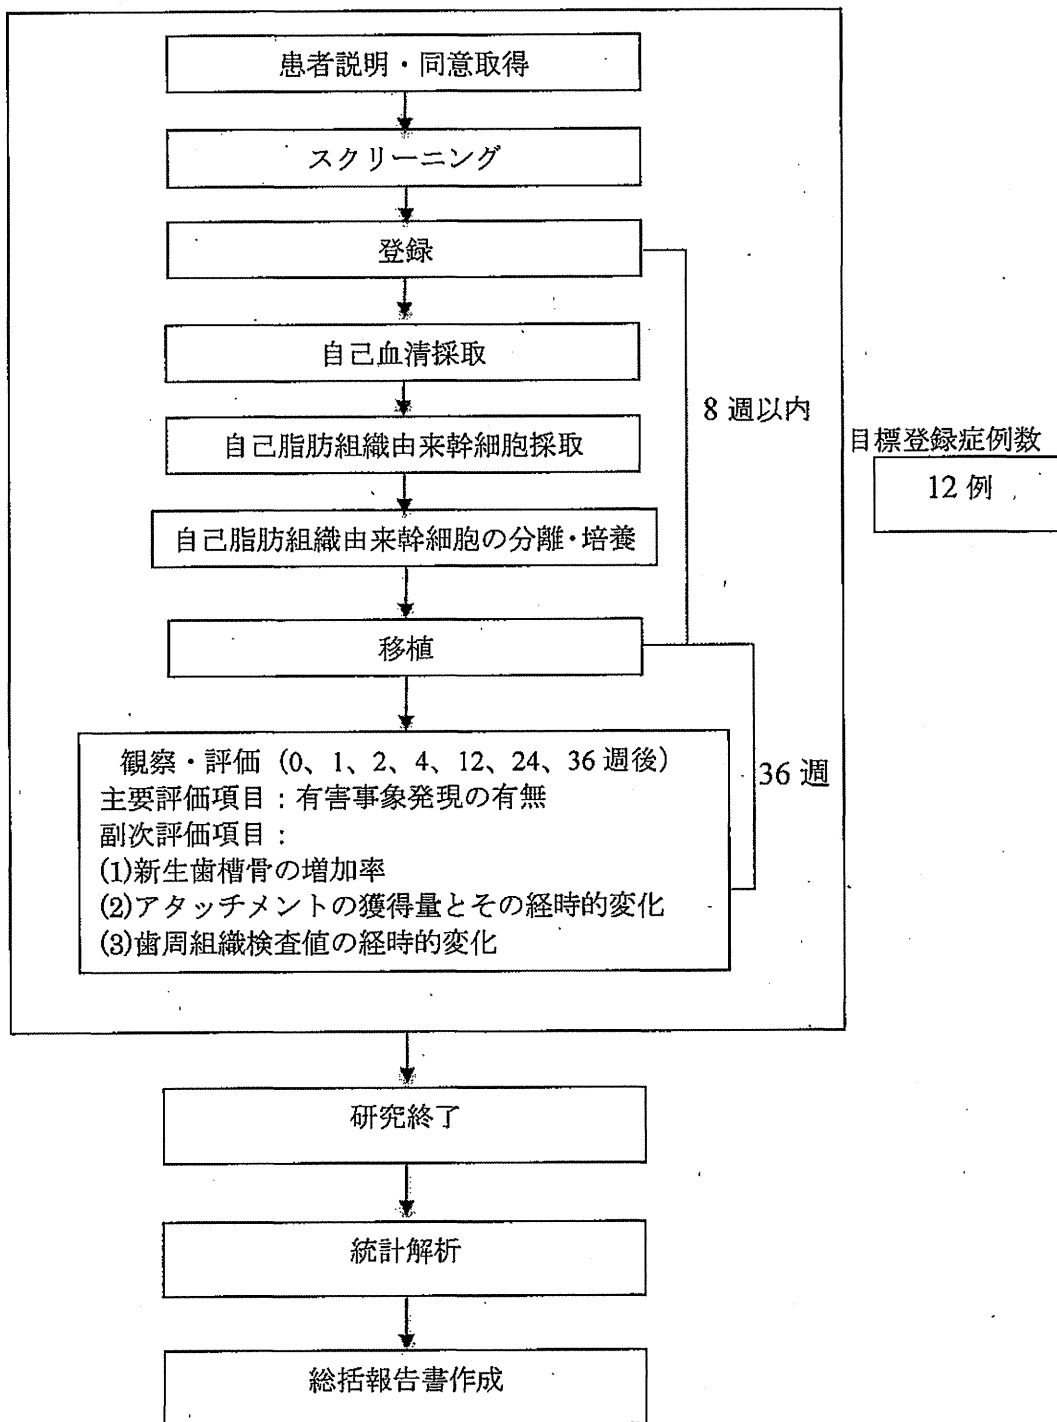 患者説明・同意取得
スクリーニング
登録
自己血清採取
8 週以内
自己脂肪組織由来幹細胞採取
目標登録症例数
12 例
自己脂肪組織由来幹細胞の分離・培養
移植
観察・評価（0、1、2、4、12、24、36 週後）
36 週
主要評価項目：有害事象発現の有無
副次評価項目：
(1)新生歯槽骨の増加率
(2)アタッチメントの獲得量とその経時的変化
(3)歯周組織検査値の経時的変化
研究終了
統計解析
総括報告書作成